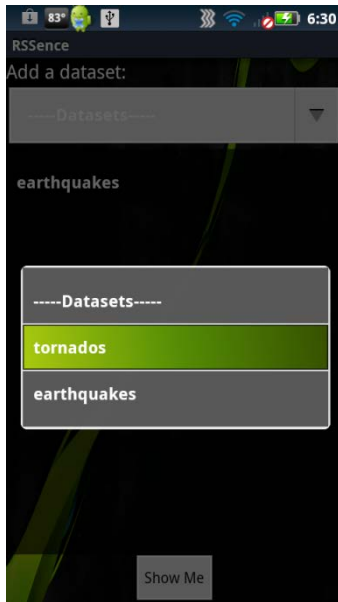 83° 6:30
RSSence
Add a dataset:
-----Datasets-----
earthquakes
-----Datasets-----
tornados
earthquakes
Show Me